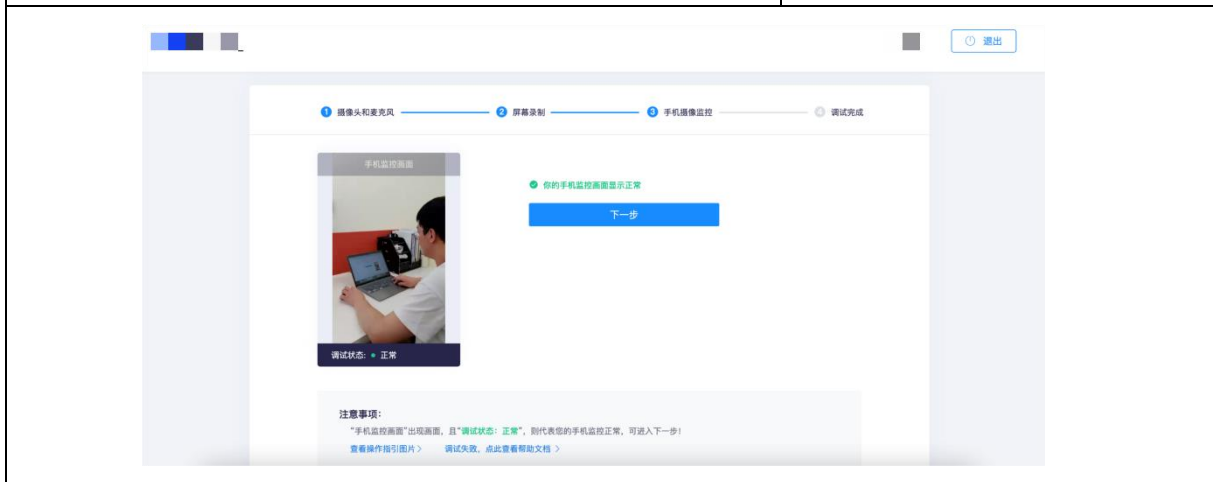 退出
1 摄像头和麦克风 2 屏幕录制 3 手机摄像监控 4 调试完成
手机监控画面
你的手机监控画面显示正常
下一步
调试状态: 正常
注意事项:
“手机监控画面”出现画面，且“调试状态：正常”，则代表您的手机监控正常，可进入下一步!
查看操作指引图片〉 调试失败，点此查看帮助文档 〉